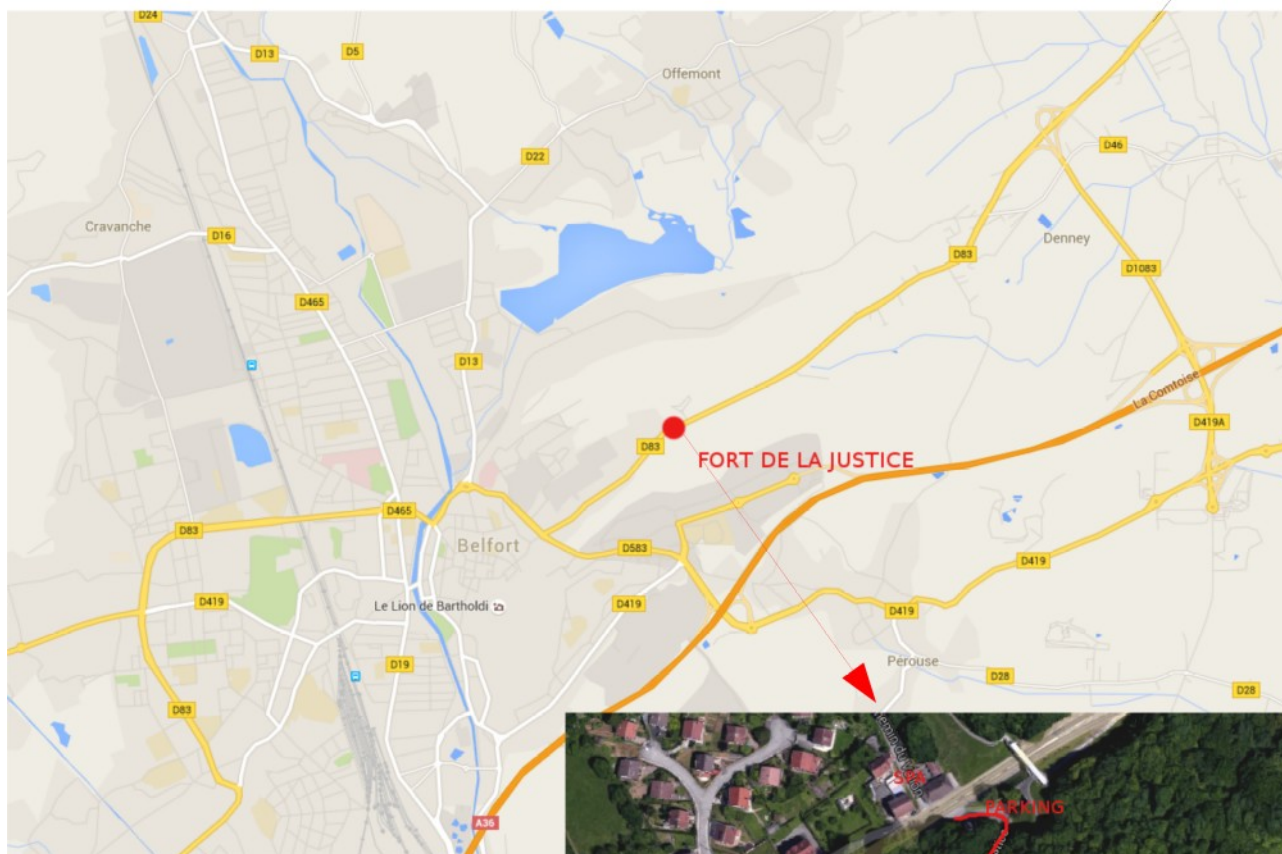 D24
D13
D5
Offemont
D22
D46
Cravanche
D16
Denney
D83
D1083
D465
D13
La Comtoise
D419A
D83
FORT DE LA JUSTICE
D465
D83
Belfort
D583
D419
D419
D419
Le Lion de Bartholdi
D419
D19
Pérouse
D28
D28
D83
SPA
PARKING
A36